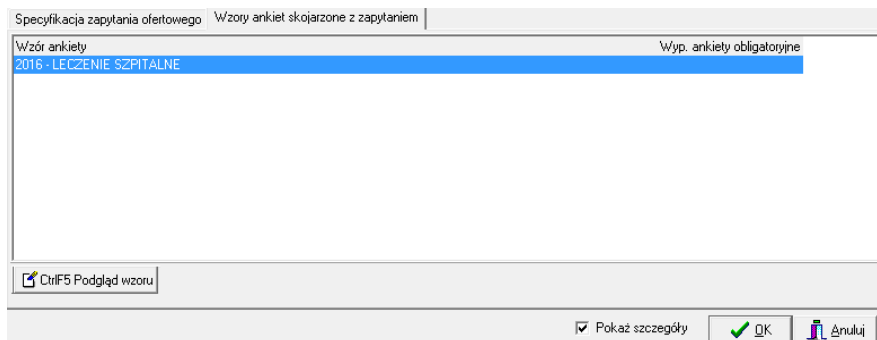 Specyfikacja zapytania ofertowego Wzory ankiet skojarzone z zapytaniem
Wzór ankiety Wyp. ankiety obligatoryjne
2016 - LECZENIE SZPITALNE
CtrlF5 Podgląd wzoru
Pokaż szczegóły OK Anuluj